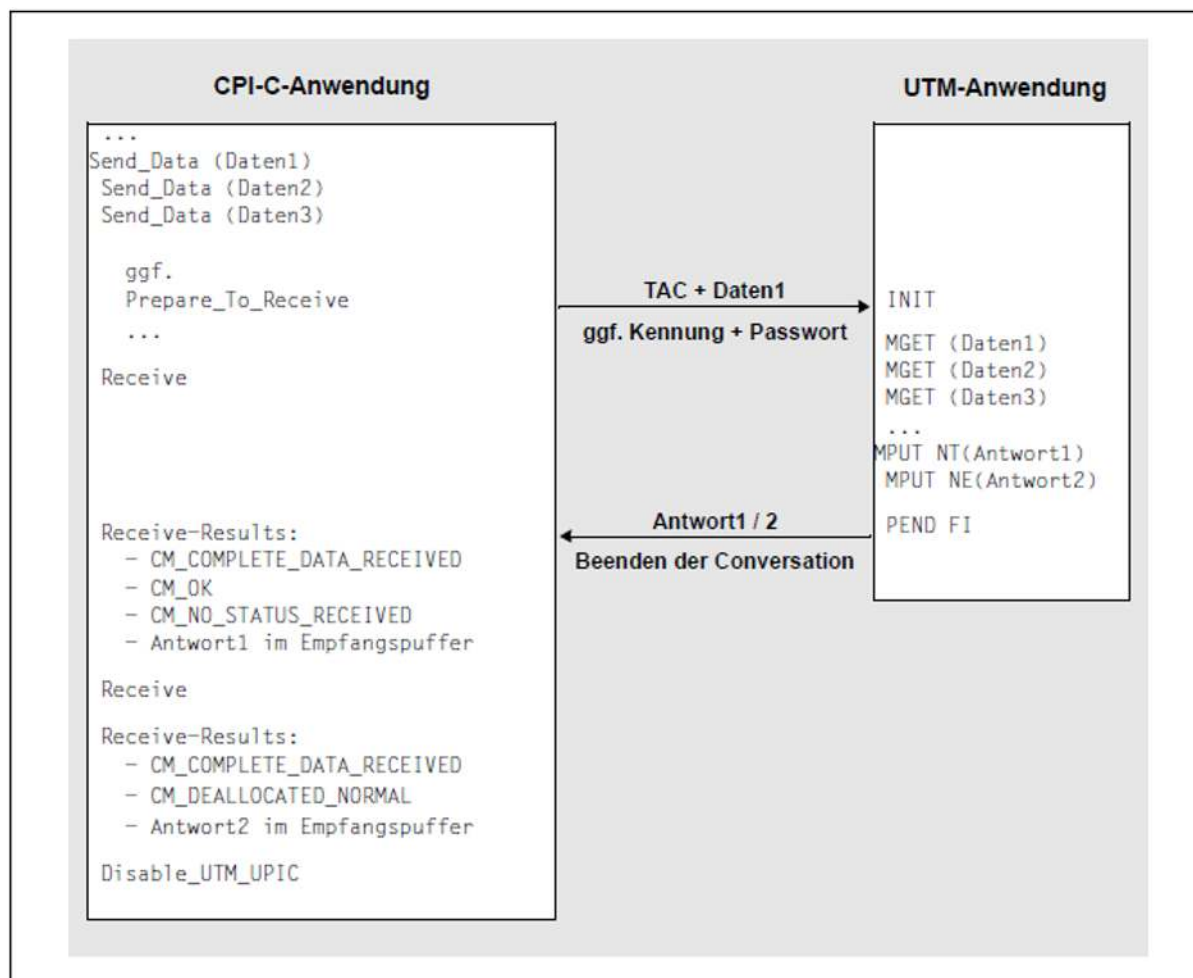 CPI-C-Anwendung
...
Send_Data (Daten1)
Send_Data (Daten2)
Send_Data (Daten3)
ggf.
Prepare_To_Receive
...
Receive
Receive-Results:
- CM_COMPLETE_DATA_RECEIVED
- CM_OK
- CM_NO_STATUS_RECEIVED
- Antwort1 im Empfangspuffer
Receive
Receive-Results:
- CM_COMPLETE_DATA_RECEIVED
- CM_DEALLOCATED_NORMAL
- Antwort2 im Empfangspuffer
Disable_UTM_UPIC
TAC + Daten1
ggf. Kennung + Passwort
Antwort1 / 2
Beenden der Conversation
UTM-Anwendung
INIT
MGET (Daten1)
MGET (Daten2)
MGET (Daten3)
...
MPUT NT(Antwort1)
MPUT NE(Antwort2)
PEND FI